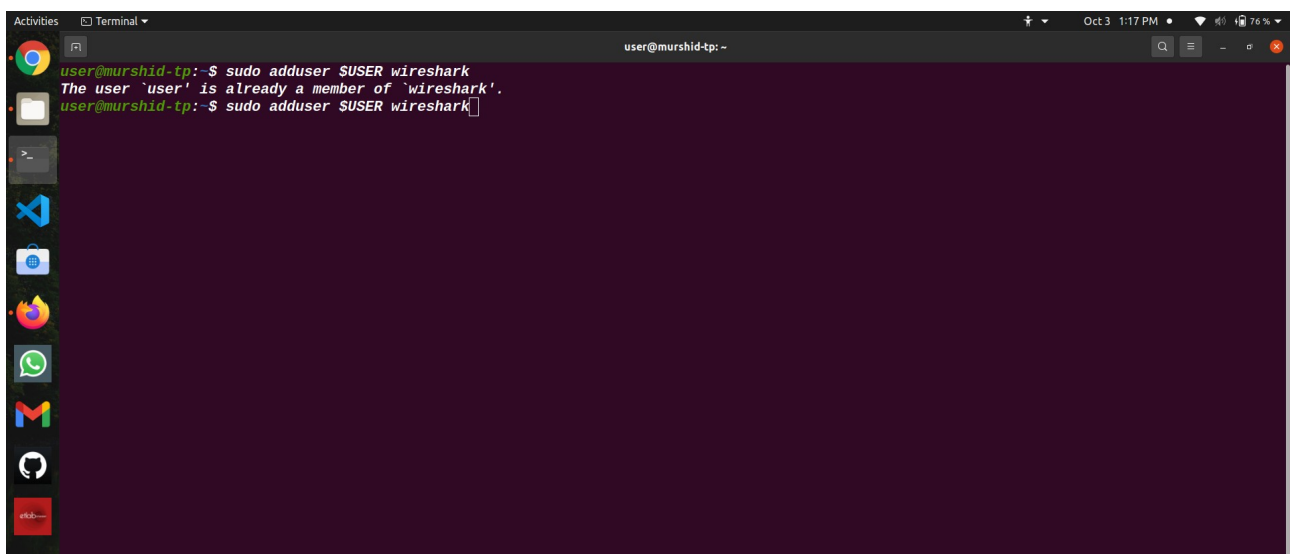 Activities Terminal Oct 3 1:17 PM 76 %
user@murshid-tp: ~
user@murshid-tp:~$ sudo adduser $USER wireshark
The user `user' is already a member of `wireshark'.
user@murshid-tp:~$ sudo adduser $USER wireshark
>_